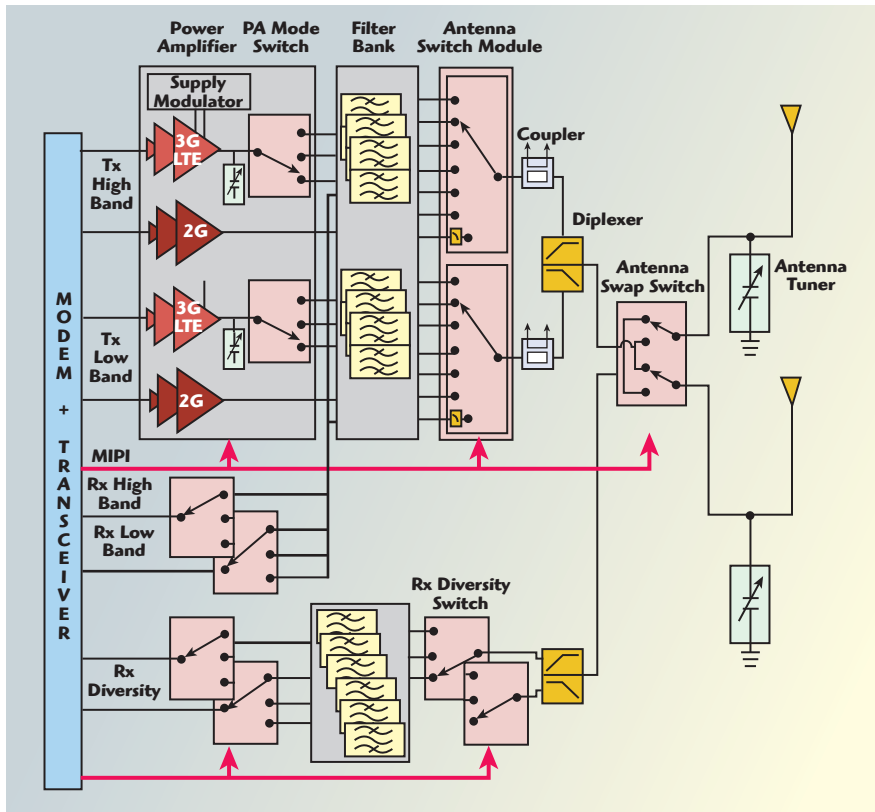 Power
Amplifier
PA Mode
Switch
Filter
Bank
Antenna
Switch Module
Supply
Modulator
3G
LTE
Tx
High
Band
2G
Coupler
Diplexer
Antenna
Swap Switch
Antenna
Tuner
3G
LTE
Tx
Low
Band
2G
MODEM + TRANSCEIVER
MIPI
Rx High
Band
Rx Low
Band
Rx Diversity
Switch
Rx
Diversity